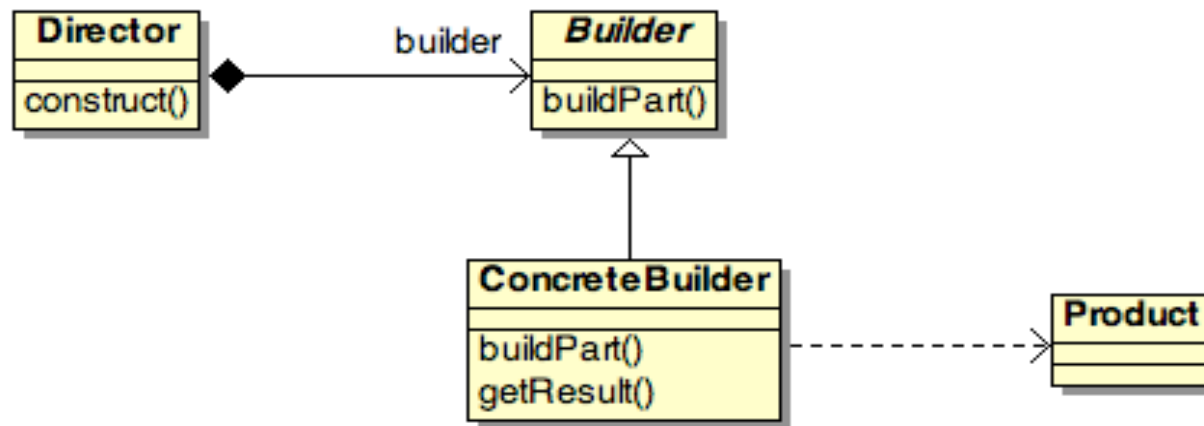 Director
construct()
builder
Builder
buildPart()
ConcreteBuilder
buildPart()
getResult()
Product